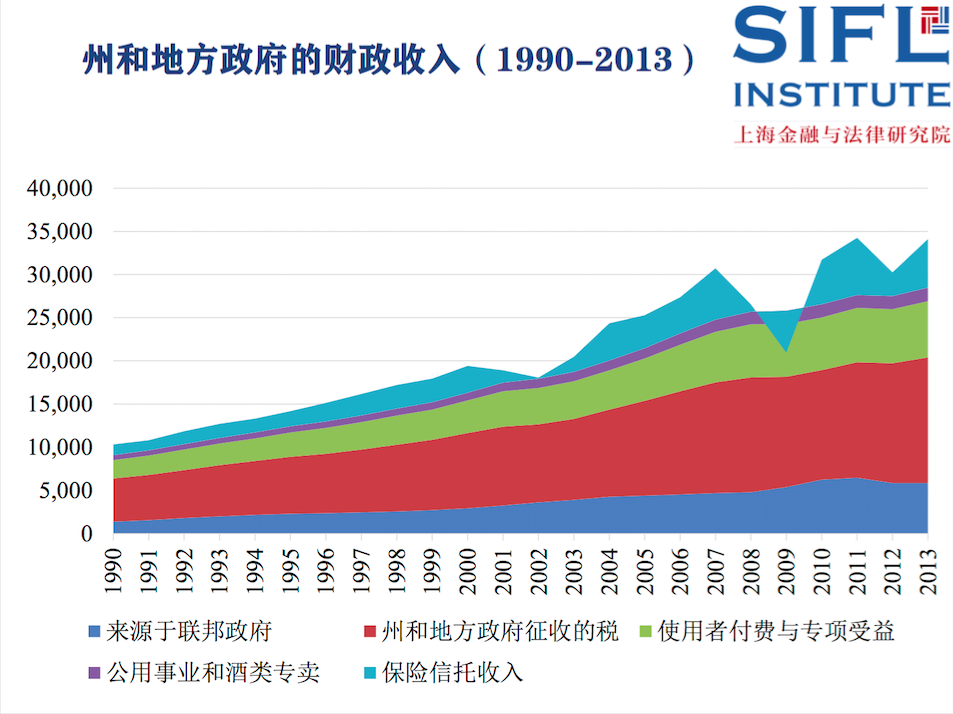 州和地方政府的财政收入（1990-2013）
SIFL
INSTITUTE
上海金融与法律研究院
40,000
35,000
30,000
25,000
20,000
15,000
10,000
5,000
0
1990 1991 1992 1993 1994 1995 1996 1997 1998 1999 2000 2001 2002 2003 2004 2005 2006 2007 2008 2009 2010 2011 2012 2013
来源于联邦政府 州和地方政府征收的税 使用者付费与专项受益
公用事业和酒类专卖 保险信托收入